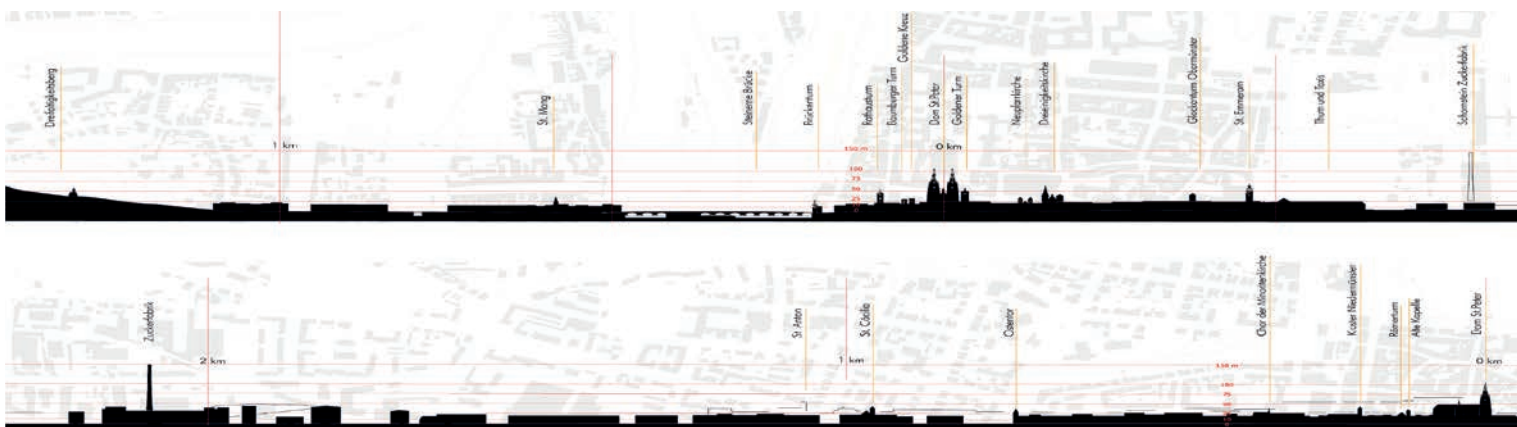 Dreifaltigkeitsberg
1 km
St. Mang
Steinerne Brücke
Brückenturm
Rathausturm
Baumburger Turm
Goldene Kreuz
Dom St.Peter
0 km
Goldener Turm
Neupfarrkirche
Dreieinigkeitskirche
Glockenturm Obermünster
St. Emmeram
Thurn und Taxis
Schornstein Zuckerfabrik
150 m
100
75
50
25
0
Zuckerfabrik
2 km
St. Anton
1 km
St. Cäcilia
Ostentor
Chor der Minoritenkirche
Kloster Niedermünster
Römerturm
Alte Kapelle
Dom St.Peter
0 km
150 m
100